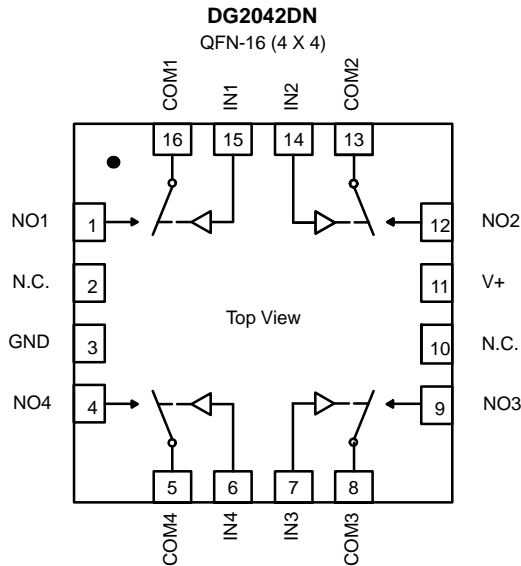 DG2042DN
QFN-16 (4 X 4)
COM1
IN1
IN2
COM2
16
15
14
13
NO1
1
12
NO2
N.C.
2
11
V+
Top View
GND
3
10
N.C.
NO4
4
9
NO3
5
6
7
8
COM4
IN4
IN3
COM3